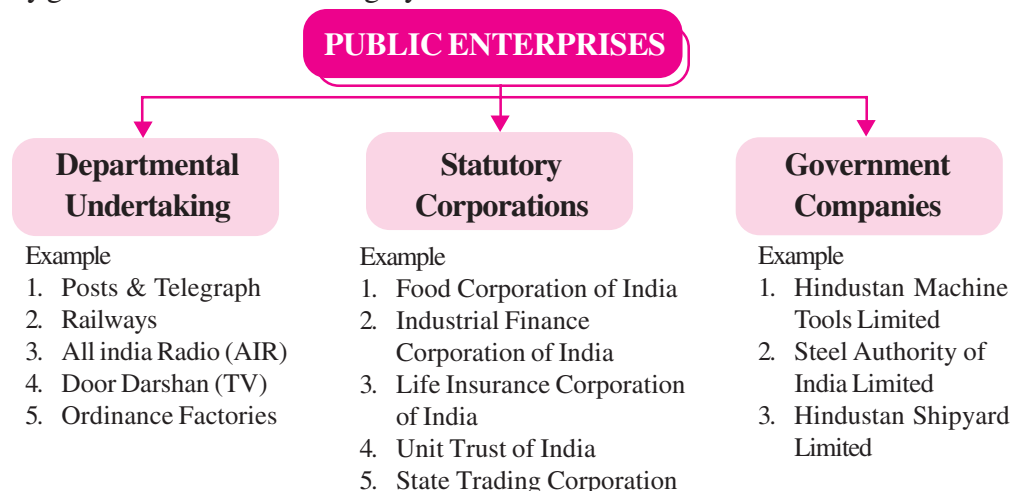 PUBLIC ENTERPRISES
Departmental
Undertaking
Example
1. Posts & Telegraph
2. Railways
3. All india Radio (AIR)
4. Door Darshan (TV)
5. Ordinance Factories
Statutory
Corporations
Example
1. Food Corporation of India
2. Industrial Finance
Corporation of India
3. Life Insurance Corporation
of India
4. Unit Trust of India
5. State Trading Corporation
Government
Companies
Example
1. Hindustan Machine
Tools Limited
2. Steel Authority of
India Limited
3. Hindustan Shipyard
Limited